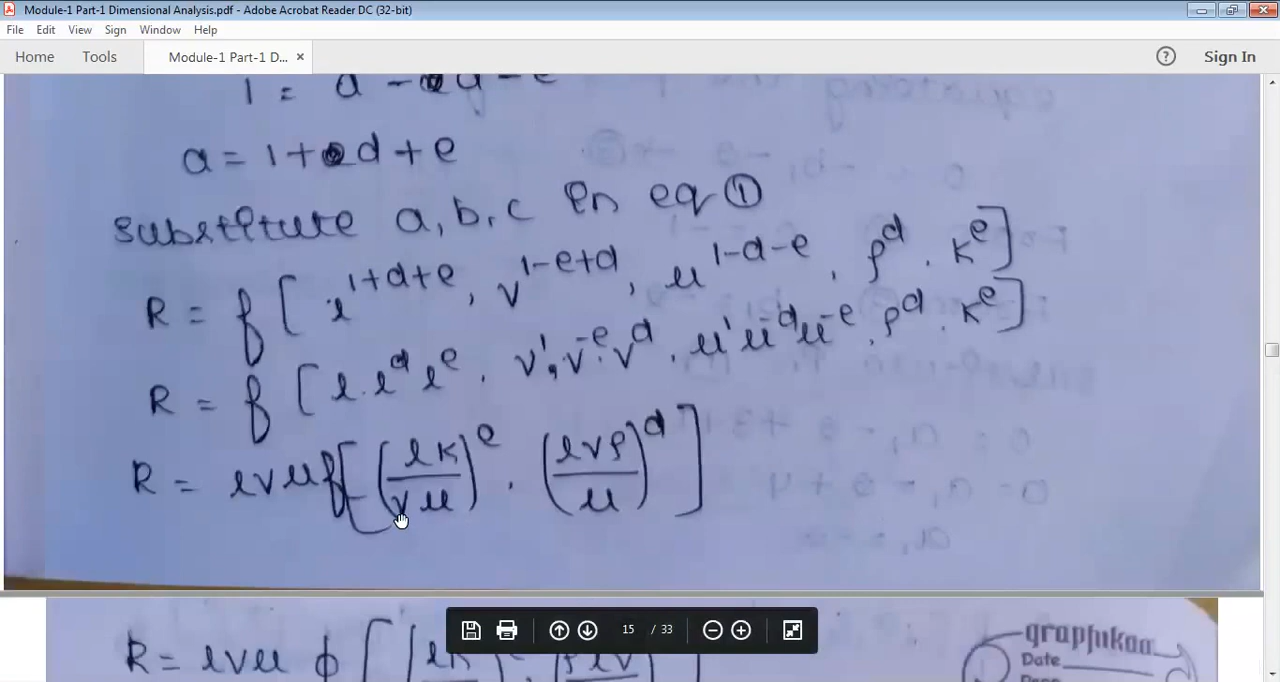 Module-1 Part-1 Dimensional Analysis.pdf - Adobe Acrobat Reader DC (32-bit)
File Edit View Sign Window Help
Home Tools Module-1 Part-1 D... × ? Sign In
1 = a - d - e
a = 1 + d + e
substitute a, b, c in eq ①
R = f [ l^{1+d+e}, v^{1-e+d}, μ^{1-d-e}, ρ^d . K^e ]
R = f [ l . l^d l^e . v^1, v^{-e} . v^d . μ^1 μ^{-d} μ^{-e} . ρ^d . K^e ]
R = lvμ f [ (lK/vμ)^e . (lvρ/μ)^d ]
15 / 33
R = lvμ ϕ
graphikaa
Date